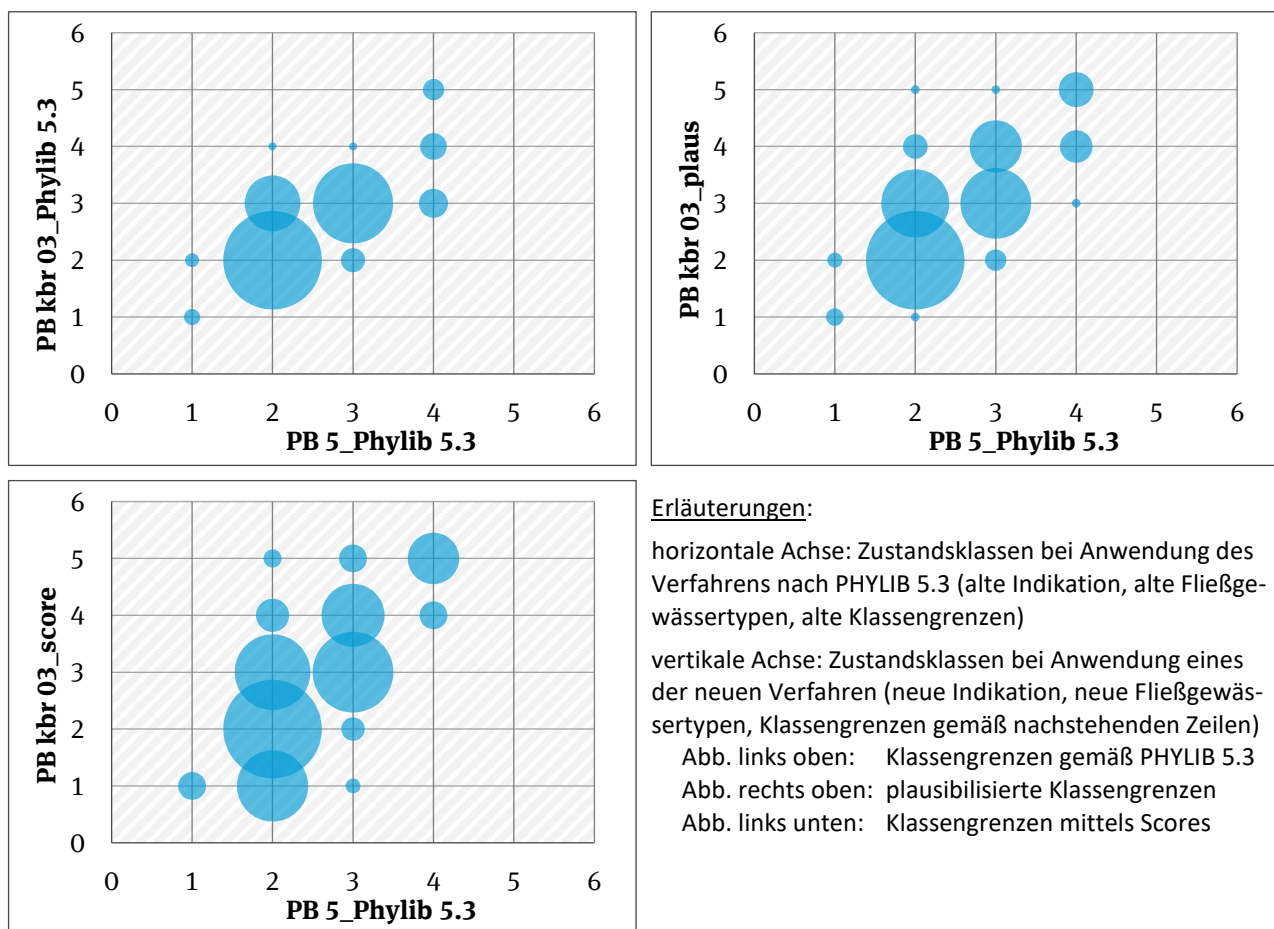 6
5
4
3
2
1
0
0 1 2 3 4 5 6
PB kbr 03_Phylib 5.3
PB 5_Phylib 5.3
6
5
4
3
2
1
0
0 1 2 3 4 5 6
PB kbr 03_plaus
PB 5_Phylib 5.3
6
5
4
3
2
1
0
0 1 2 3 4 5 6
PB kbr 03_score
PB 5_Phylib 5.3
Erläuterungen:
horizontale Achse: Zustandsklassen bei Anwendung des
Verfahrens nach PHYLIB 5.3 (alte Indikation, alte Fließge-
wässertypen, alte Klassengrenzen)
vertikale Achse: Zustandsklassen bei Anwendung eines
der neuen Verfahren (neue Indikation, neue Fließgewäs-
sertypen, Klassengrenzen gemäß nachstehenden Zeilen)
Abb. links oben: Klassengrenzen gemäß PHYLIB 5.3
Abb. rechts oben: plausibilisierte Klassengrenzen
Abb. links unten: Klassengrenzen mittels Scores